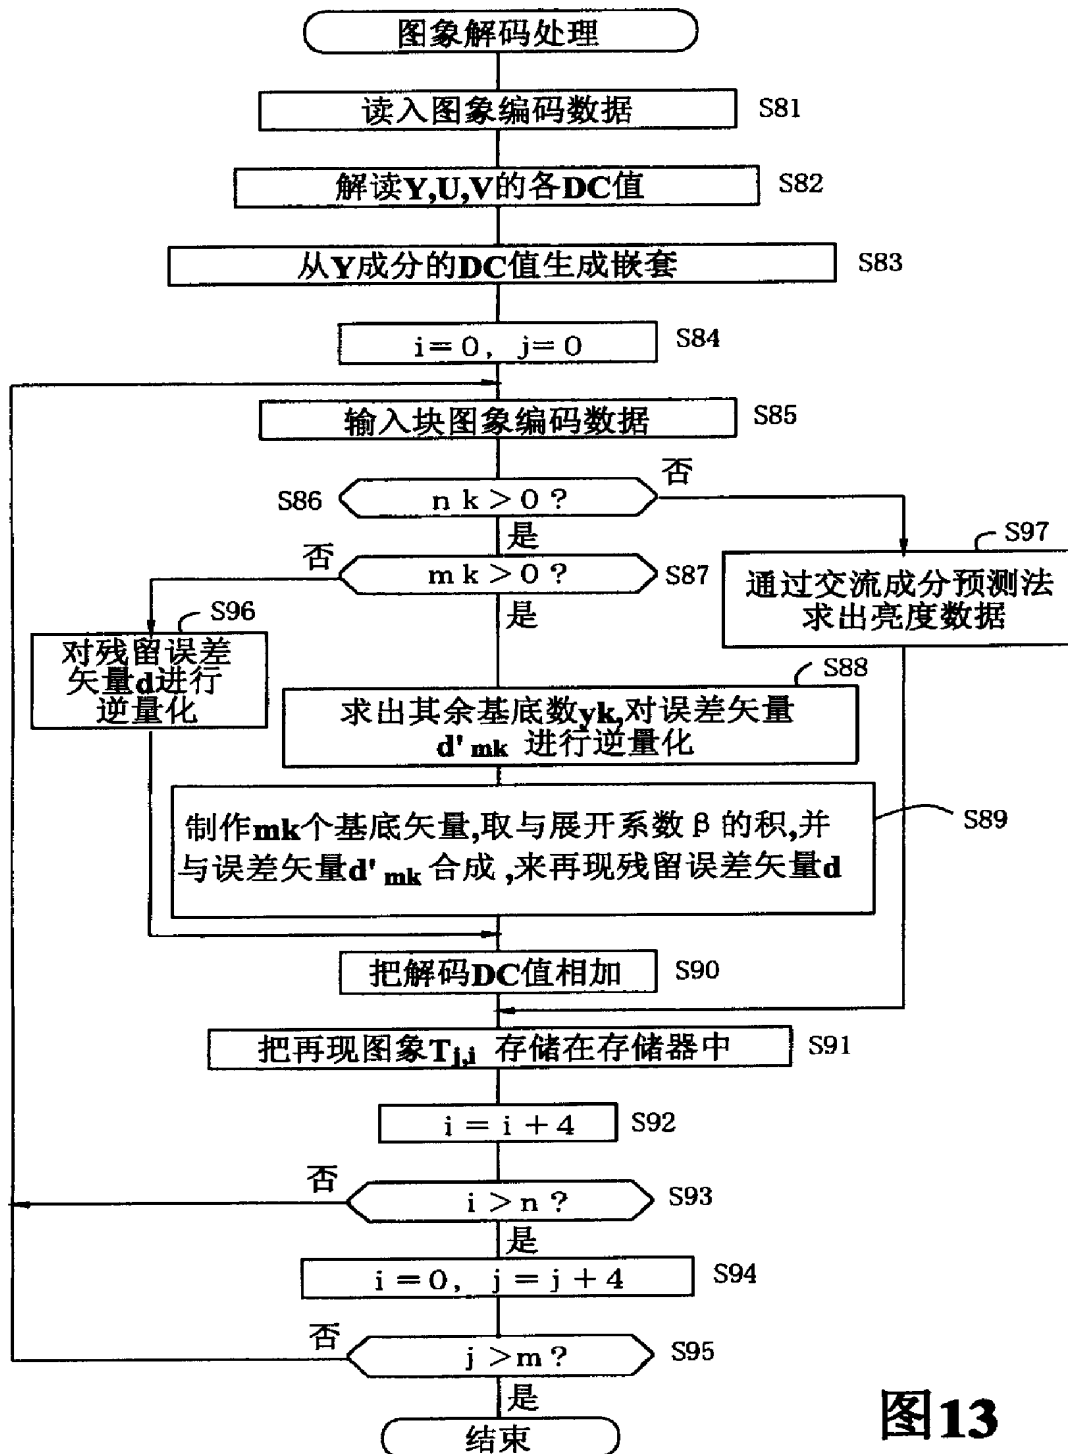 图象解码处理
读入图象编码数据 S81
解读Y,U,V的各DC值 S82
从Y成分的DC值生成嵌套 S83
i=0, j=0 S84
输入块图象编码数据 S85
S86 nk>0? 否
是
否 mk>0? S87
是
S97
通过交流成分预测法
求出亮度数据
S96
对残留误差
矢量d进行
逆量化
S88
求出其余基底数yk,对误差矢量
d'mk 进行逆量化
S89
制作mk个基底矢量,取与展开系数β的积,并
与误差矢量d'mk合成,来再现残留误差矢量d
把解码DC值相加 S90
把再现图象Tj,i 存储在存储器中 S91
i=i+4 S92
否 i>n? S93
是
i=0, j=j+4 S94
否 j>m? S95
是
结束
图13